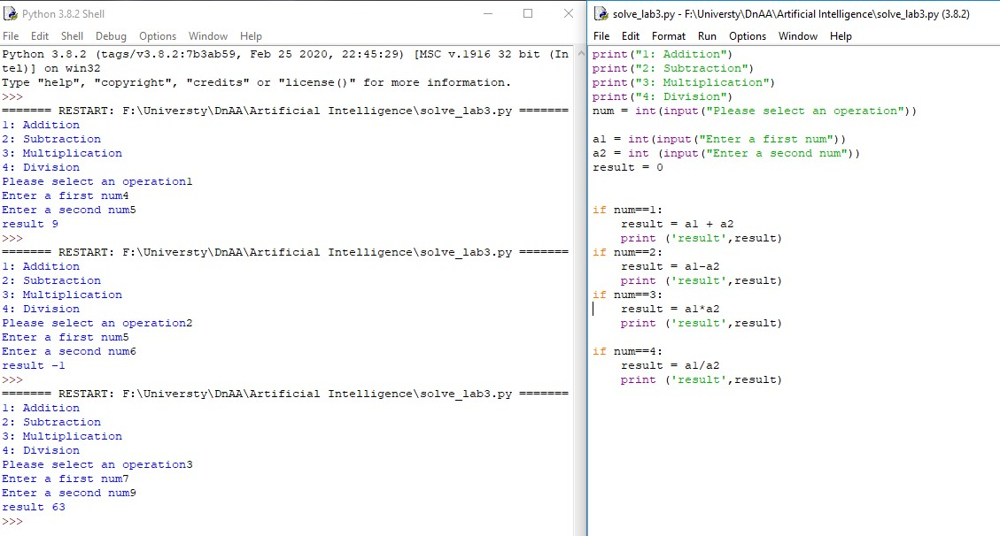 Python 3.8.2 Shell
File Edit Shell Debug Options Window Help
Python 3.8.2 (tags/v3.8.2:7b3ab59, Feb 25 2020, 22:45:29) [MSC v.1916 32 bit (In
tel)] on win32
Type "help", "copyright", "credits" or "license()" for more information.
>>>
======= RESTART: F:\Universty\DnAA\Artificial Intelligence\solve_lab3.py =======
1: Addition
2: Subtraction
3: Multiplication
4: Division
Please select an operation1
Enter a first num4
Enter a second num5
result 9
>>>
======= RESTART: F:\Universty\DnAA\Artificial Intelligence\solve_lab3.py =======
1: Addition
2: Subtraction
3: Multiplication
4: Division
Please select an operation2
Enter a first num5
Enter a second num6
result -1
>>>
======= RESTART: F:\Universty\DnAA\Artificial Intelligence\solve_lab3.py =======
1: Addition
2: Subtraction
3: Multiplication
4: Division
Please select an operation3
Enter a first num7
Enter a second num9
result 63
>>>
solve_lab3.py - F:\Universty\DnAA\Artificial Intelligence\solve_lab3.py (3.8.2)
File Edit Format Run Options Window Help
print("1: Addition")
print("2: Subtraction")
print("3: Multiplication")
print("4: Division")
num = int(input("Please select an operation"))
a1 = int(input("Enter a first num"))
a2 = int (input("Enter a second num"))
result = 0
if num==1:
    result = a1 + a2
    print ('result',result)
if num==2:
    result = a1-a2
    print ('result',result)
if num==3:
    result = a1*a2
    print ('result',result)
if num==4:
    result = a1/a2
    print ('result',result)